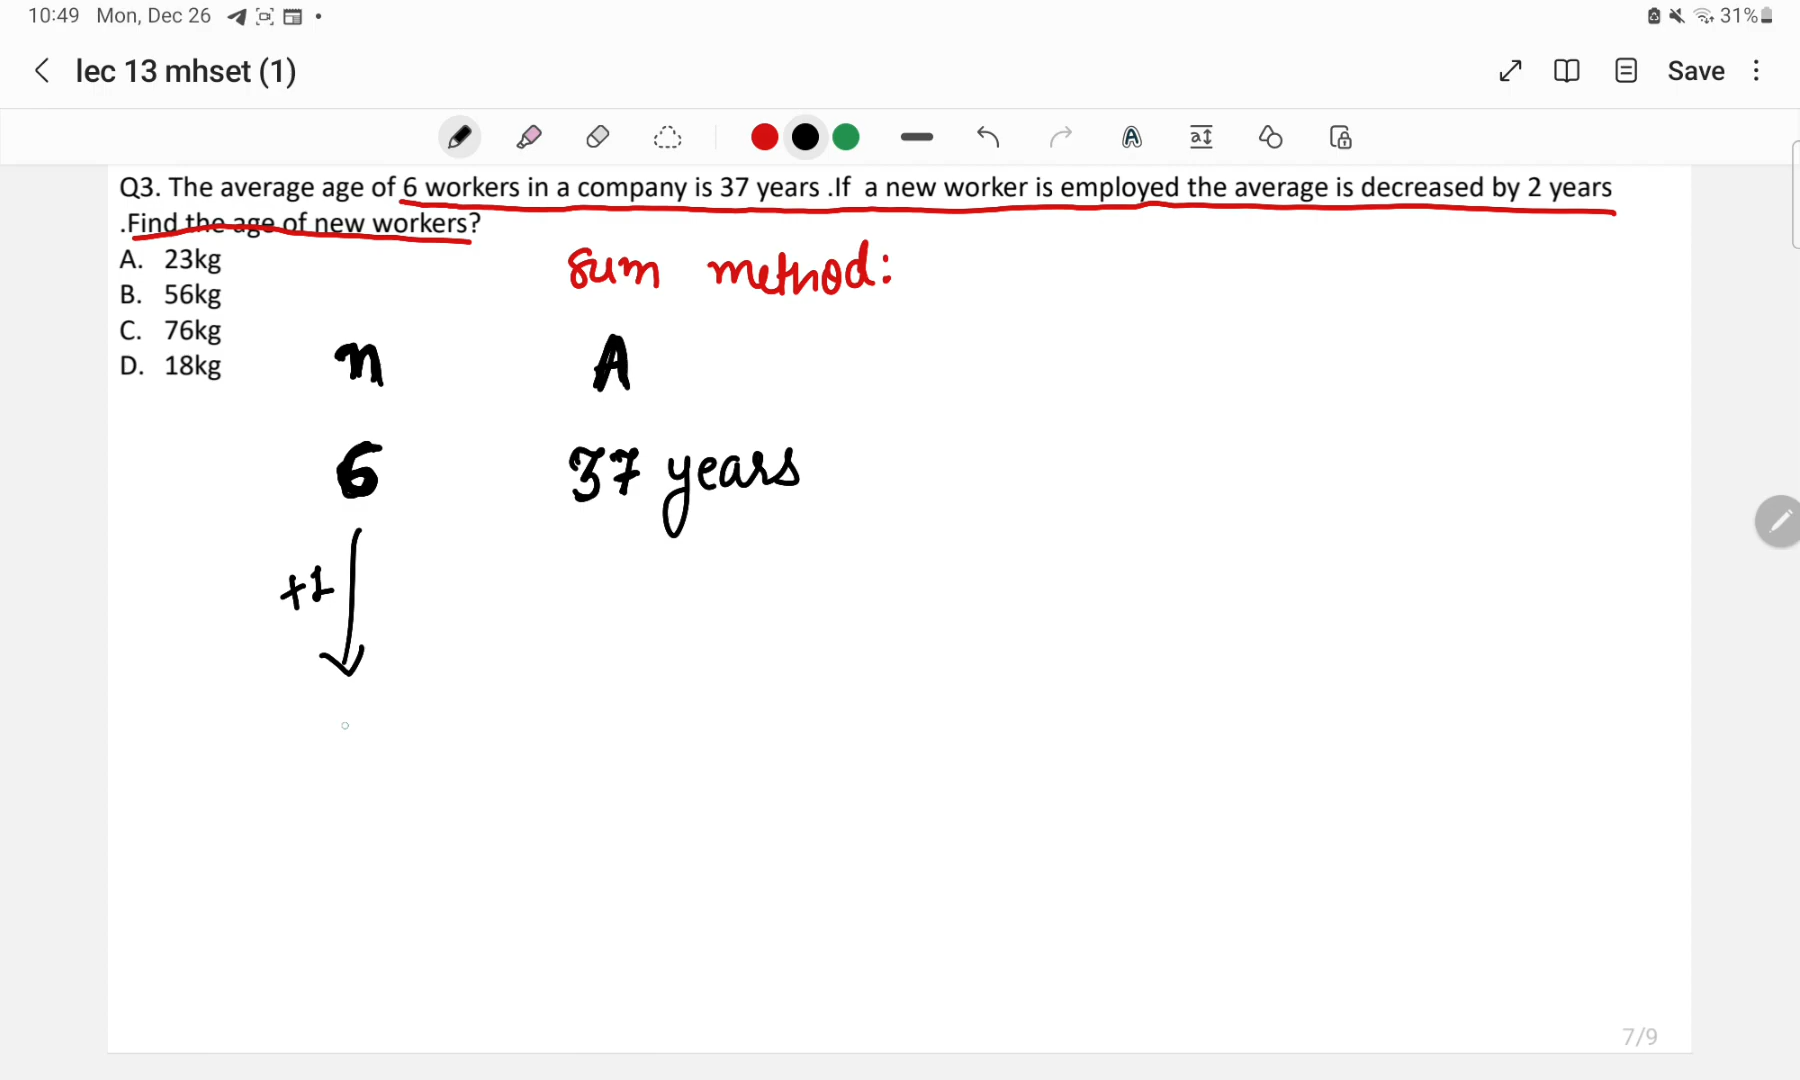 10:49 Mon, Dec 26 • 31%
lec 13 mhset (1) Save
Q3. The average age of 6 workers in a company is 37 years .If a new worker is employed the average is decreased by 2 years
.Find the age of new workers?
A. 23kg
B. 56kg
C. 76kg
D. 18kg
Sum method:
n A
6 37 years
+1
7/9